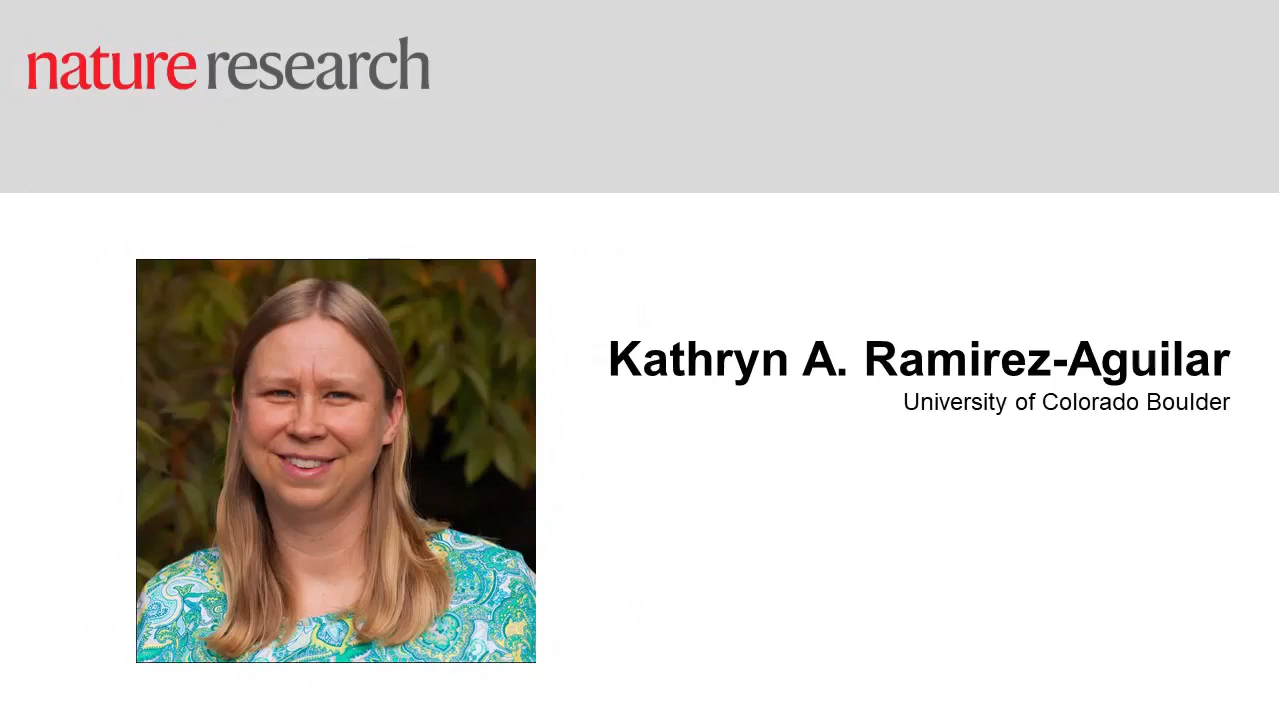 nature research
Kathryn A. Ramirez-Aguilar
University of Colorado Boulder